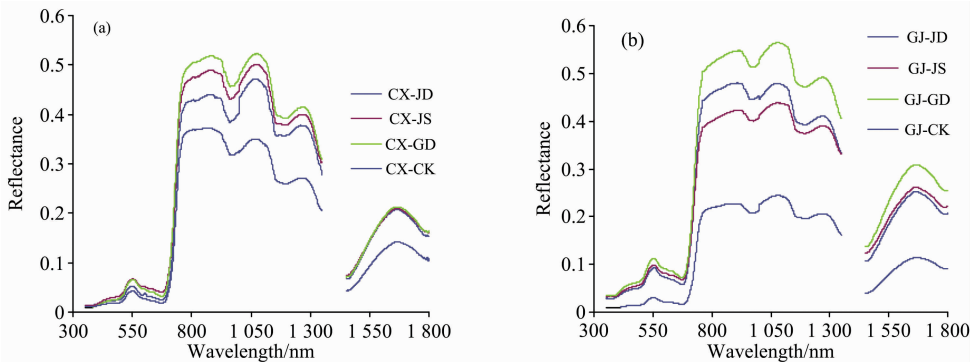 (a)
0.6
0.5
0.4
0.3
0.2
0.1
0
Reflectance
300 550 800 1 050 1 300 1 550 1 800
Wavelength/nm
CX-JD
CX-JS
CX-GD
CX-CK
(b)
0.6
0.5
0.4
0.3
0.2
0.1
0
Reflectance
300 550 800 1 050 1 300 1 550 1 800
Wavelength/nm
GJ-JD
GJ-JS
GJ-GD
GJ-CK